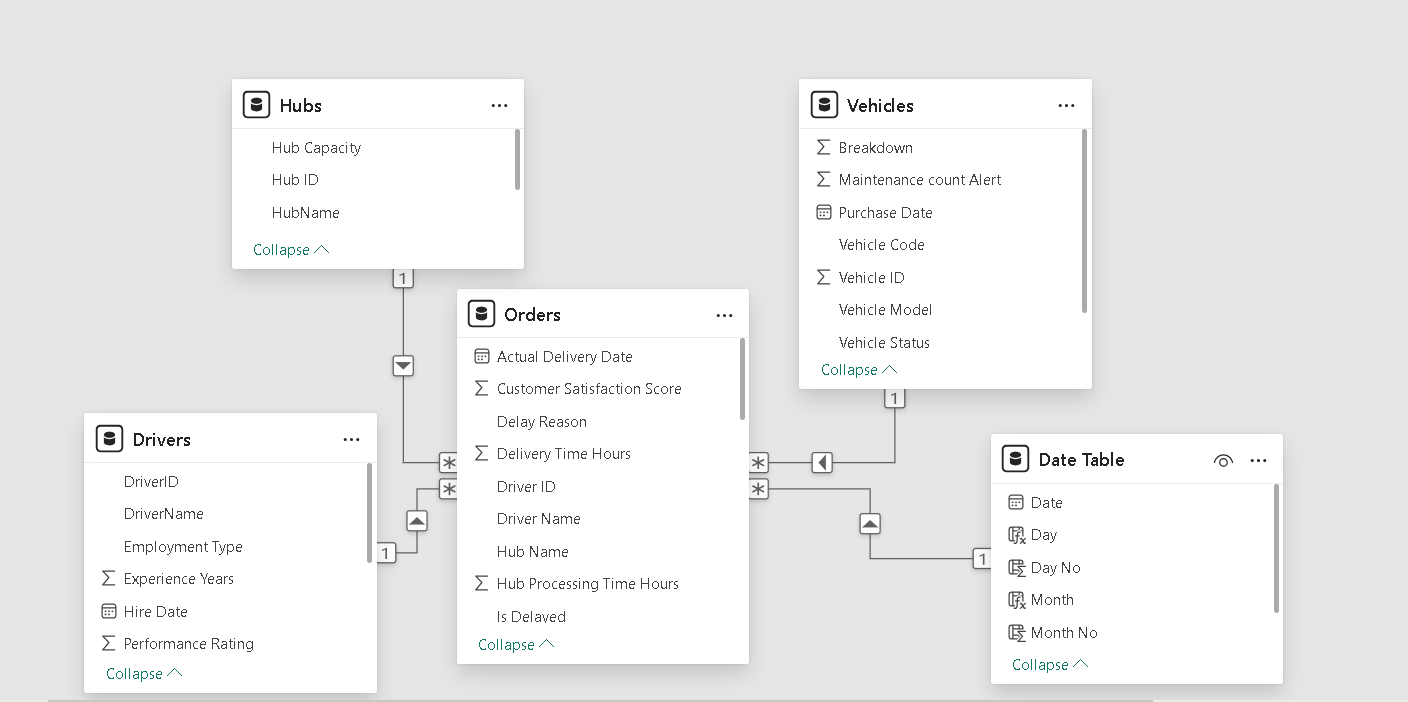 Hubs
Hub Capacity
Hub ID
HubName
Collapse
1
Vehicles
Breakdown
Maintenance count Alert
Purchase Date
Vehicle Code
Vehicle ID
Vehicle Model
Vehicle Status
Collapse
1
Orders
Actual Delivery Date
Customer Satisfaction Score
Delay Reason
Delivery Time Hours
Driver ID
Driver Name
Hub Name
Hub Processing Time Hours
Is Delayed
Collapse
*
*
*
*
Drivers
DriverID
DriverName
Employment Type
Experience Years
Hire Date
Performance Rating
Collapse
1
Date Table
Date
Day
Day No
Month
Month No
Collapse
1